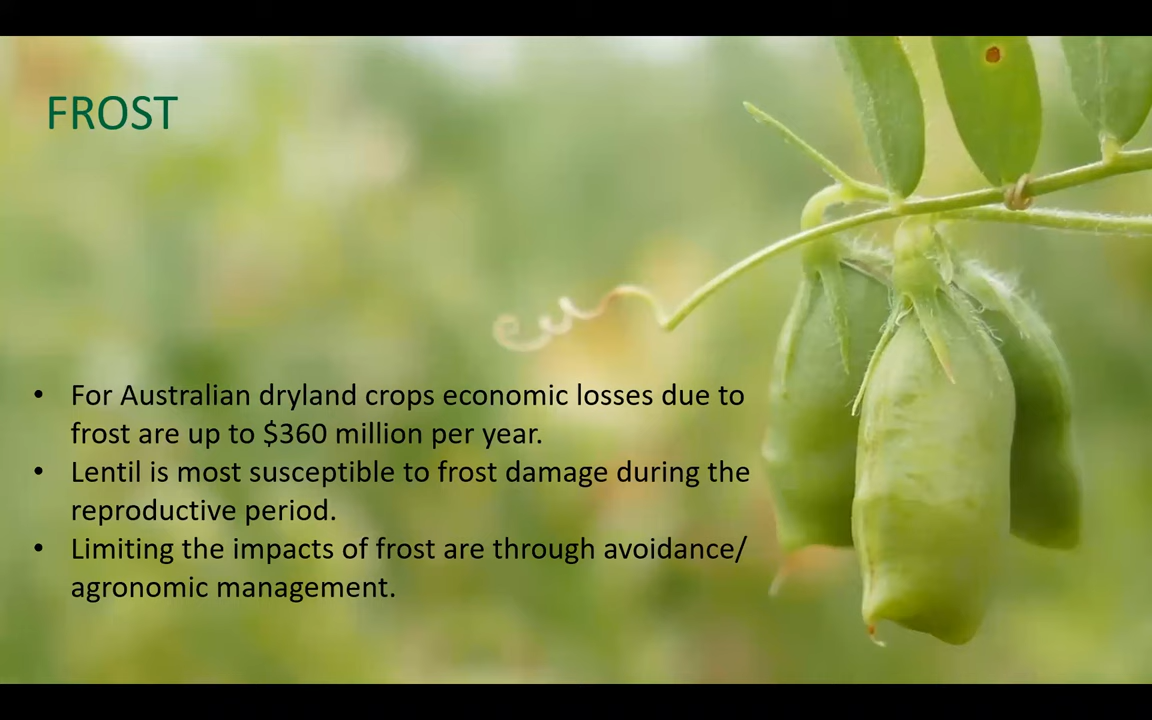 FROST
• For Australian dryland crops economic losses due to
frost are up to $360 million per year.
• Lentil is most susceptible to frost damage during the
reproductive period.
• Limiting the impacts of frost are through avoidance/
agronomic management.